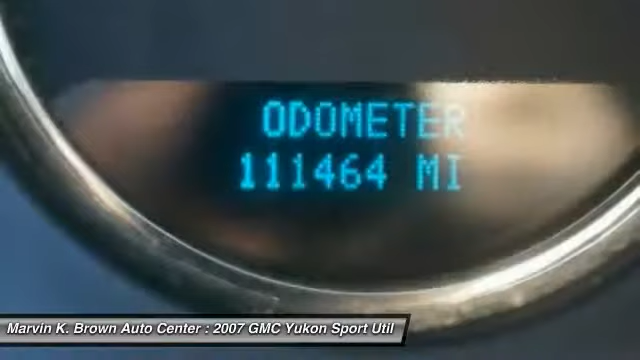 ODOMETER
111464 MI
Marvin K. Brown Auto Center : 2007 GMC Yukon Sport Util